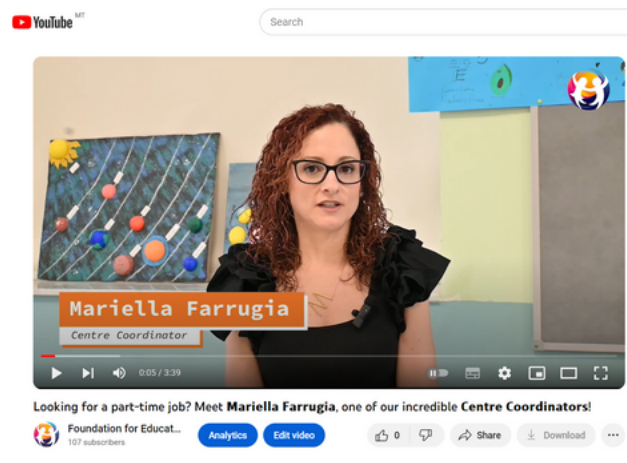 YouTube MT
Search
E
Mariella Farrugia
Centre Coordinator
0:05 / 3:39
Looking for a part-time job? Meet Mariella Farrugia, one of our incredible Centre Coordinators!
Foundation for Educat...
107 subscribers
Analytics
Edit video
0
Share
Download